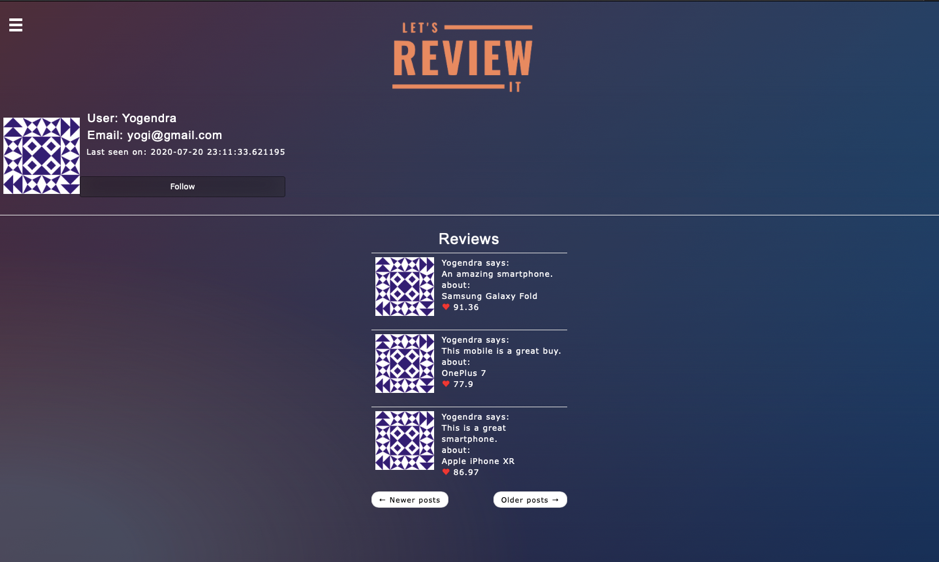 LET'S
REVIEW
IT
User: Yogendra
Email: yogi@gmail.com
Last seen on: 2020-07-20 23:11:33.621195
Follow
Reviews
Yogendra says:
An amazing smartphone.
about:
Samsung Galaxy Fold
♥ 91.36
Yogendra says:
This mobile is a great buy.
about:
OnePlus 7
♥ 77.9
Yogendra says:
This is a great
smartphone.
about:
Apple iPhone XR
♥ 86.97
← Newer posts
Older posts →